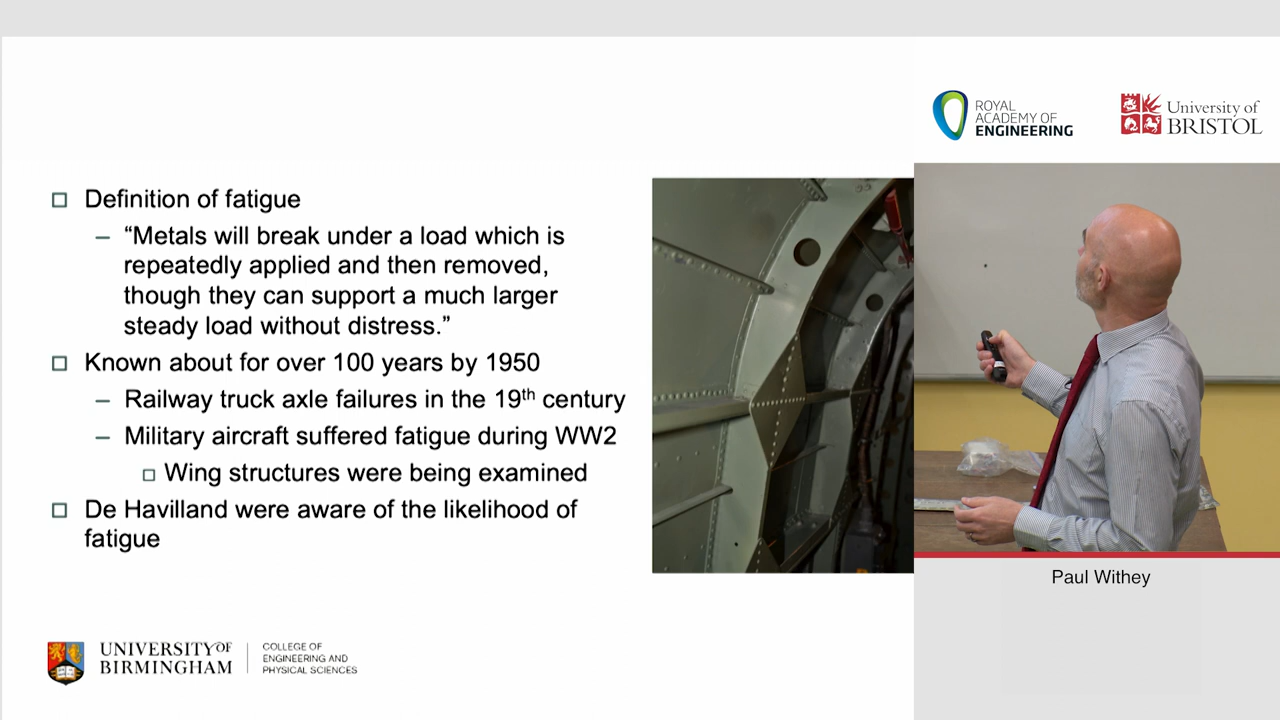 ROYAL
ACADEMY OF
ENGINEERING
University of
BRISTOL
□ Definition of fatigue
– “Metals will break under a load which is
repeatedly applied and then removed,
though they can support a much larger
steady load without distress.”
□ Known about for over 100 years by 1950
– Railway truck axle failures in the 19th century
– Military aircraft suffered fatigue during WW2
□ Wing structures were being examined
□ De Havilland were aware of the likelihood of
fatigue
Paul Withey
UNIVERSITY OF
BIRMINGHAM
COLLEGE OF
ENGINEERING AND
PHYSICAL SCIENCES